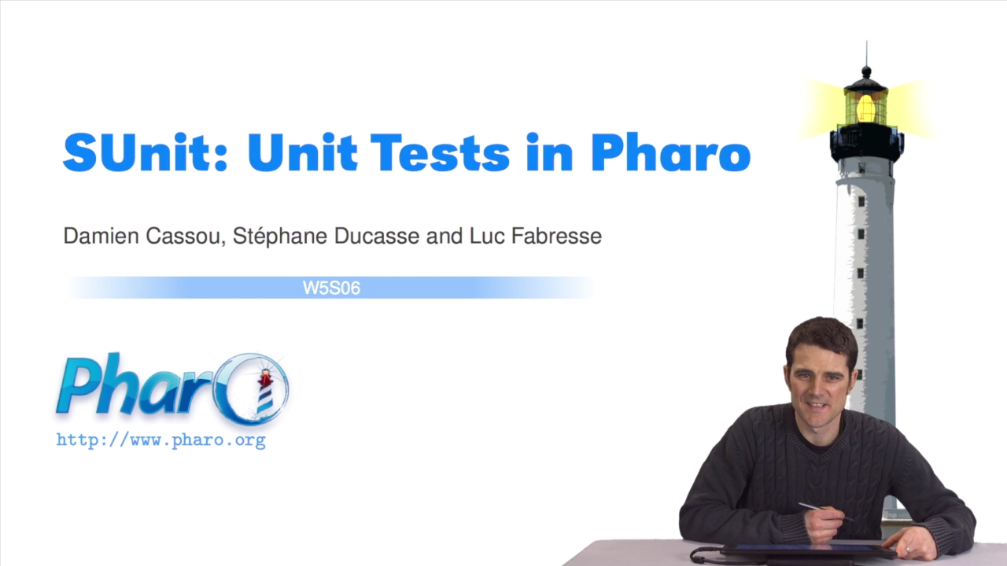 SUnit: Unit Tests in Pharo
Damien Cassou, Stéphane Ducasse and Luc Fabresse
W5S06
Pharo
http://www.pharo.org